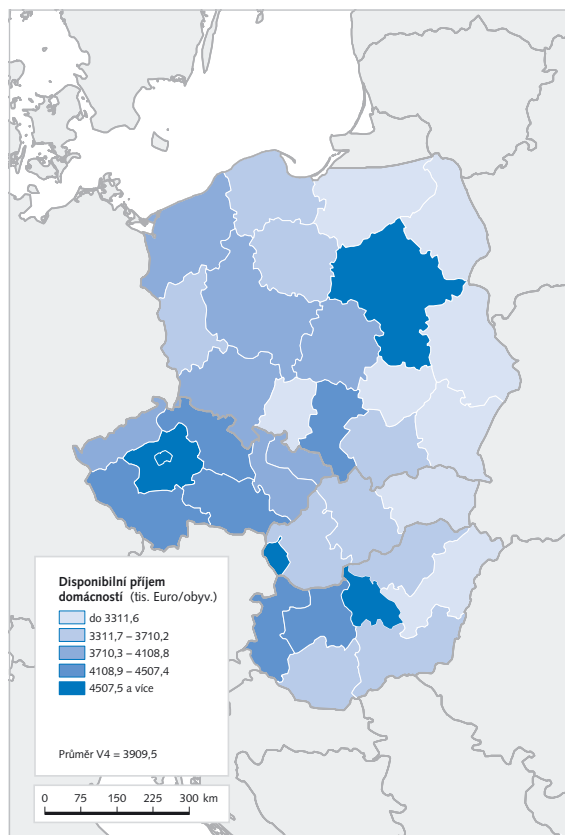 Disponibilní příjem
domácností (tis. Euro/obyv.)
do 3311,6
3311,7 – 3710,2
3710,3 – 4108,8
4108,9 – 4507,4
4507,5 a více
Průměr V4 = 3909,5
0 75 150 225 300 km